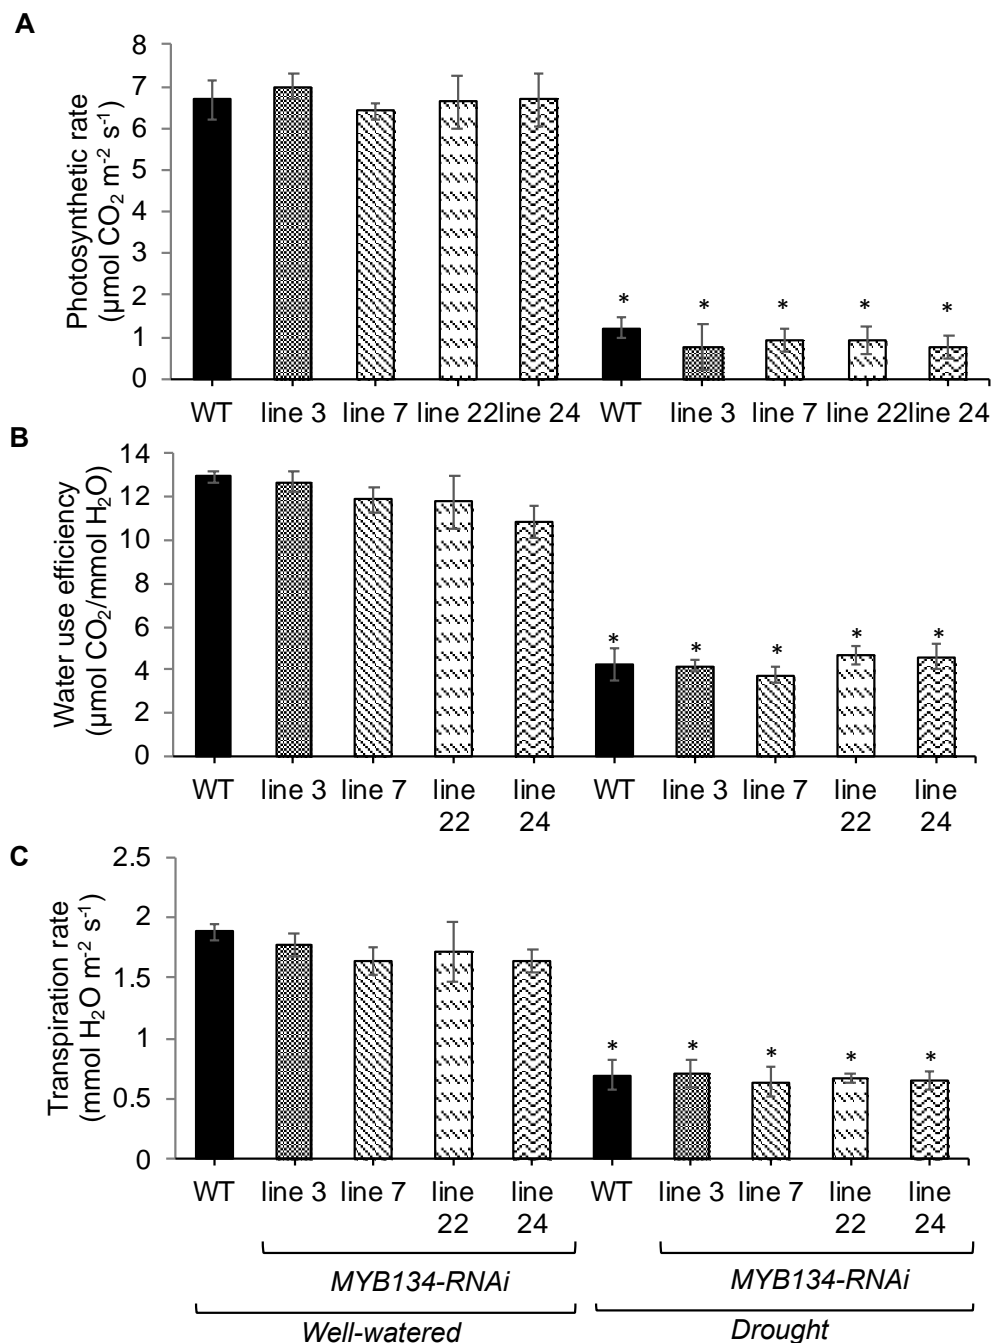 A
Photosynthetic rate
(µmol CO₂ m⁻² s⁻¹)
8
7
6
5
4
3
2
1
0
* * * * *
WT line 3 line 7 line 22 line 24 WT line 3 line 7 line 22 line 24
B
Water use efficiency
(µmol CO₂/mmol H₂O)
14
12
10
8
6
4
2
0
* * * * *
WT line 3 line 7 line 22 line 24 WT line 3 line 7 line 22 line 24
C
Transpiration rate
(mmol H₂O m⁻² s⁻¹)
2.5
2
1.5
1
0.5
0
* * * * *
WT line 3 line 7 line 22 line 24 WT line 3 line 7 line 22 line 24
MYB134-RNAi MYB134-RNAi
Well-watered Drought